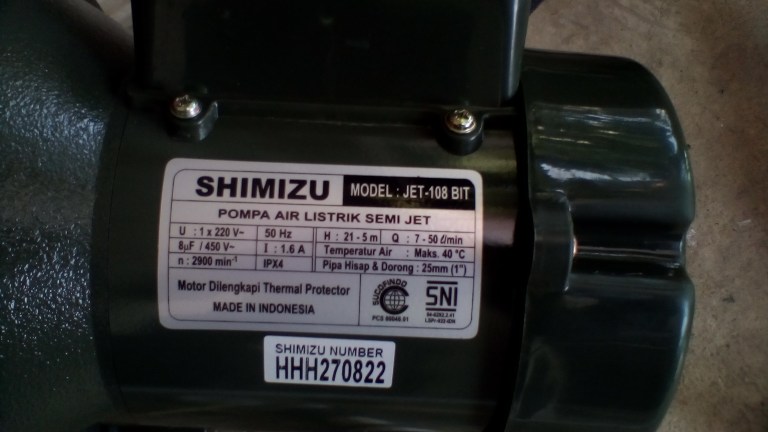 SHIMIZU MODEL : JET-108 BIT
POMPA AIR LISTRIK SEMI JET
U : 1 x 220 V~ 50 Hz H : 21 - 5 m Q : 7 - 50 ℓ/min
8μF / 450 V~ I : 1.6 A Temperatur Air : Maks. 40 °C
n : 2900 min⁻¹ IPX4 Pipa Hisap & Dorong : 25mm (1")
Motor Dilengkapi Thermal Protector
MADE IN INDONESIA
SUCOFINDO
SNI
SHIMIZU NUMBER
HHH270822